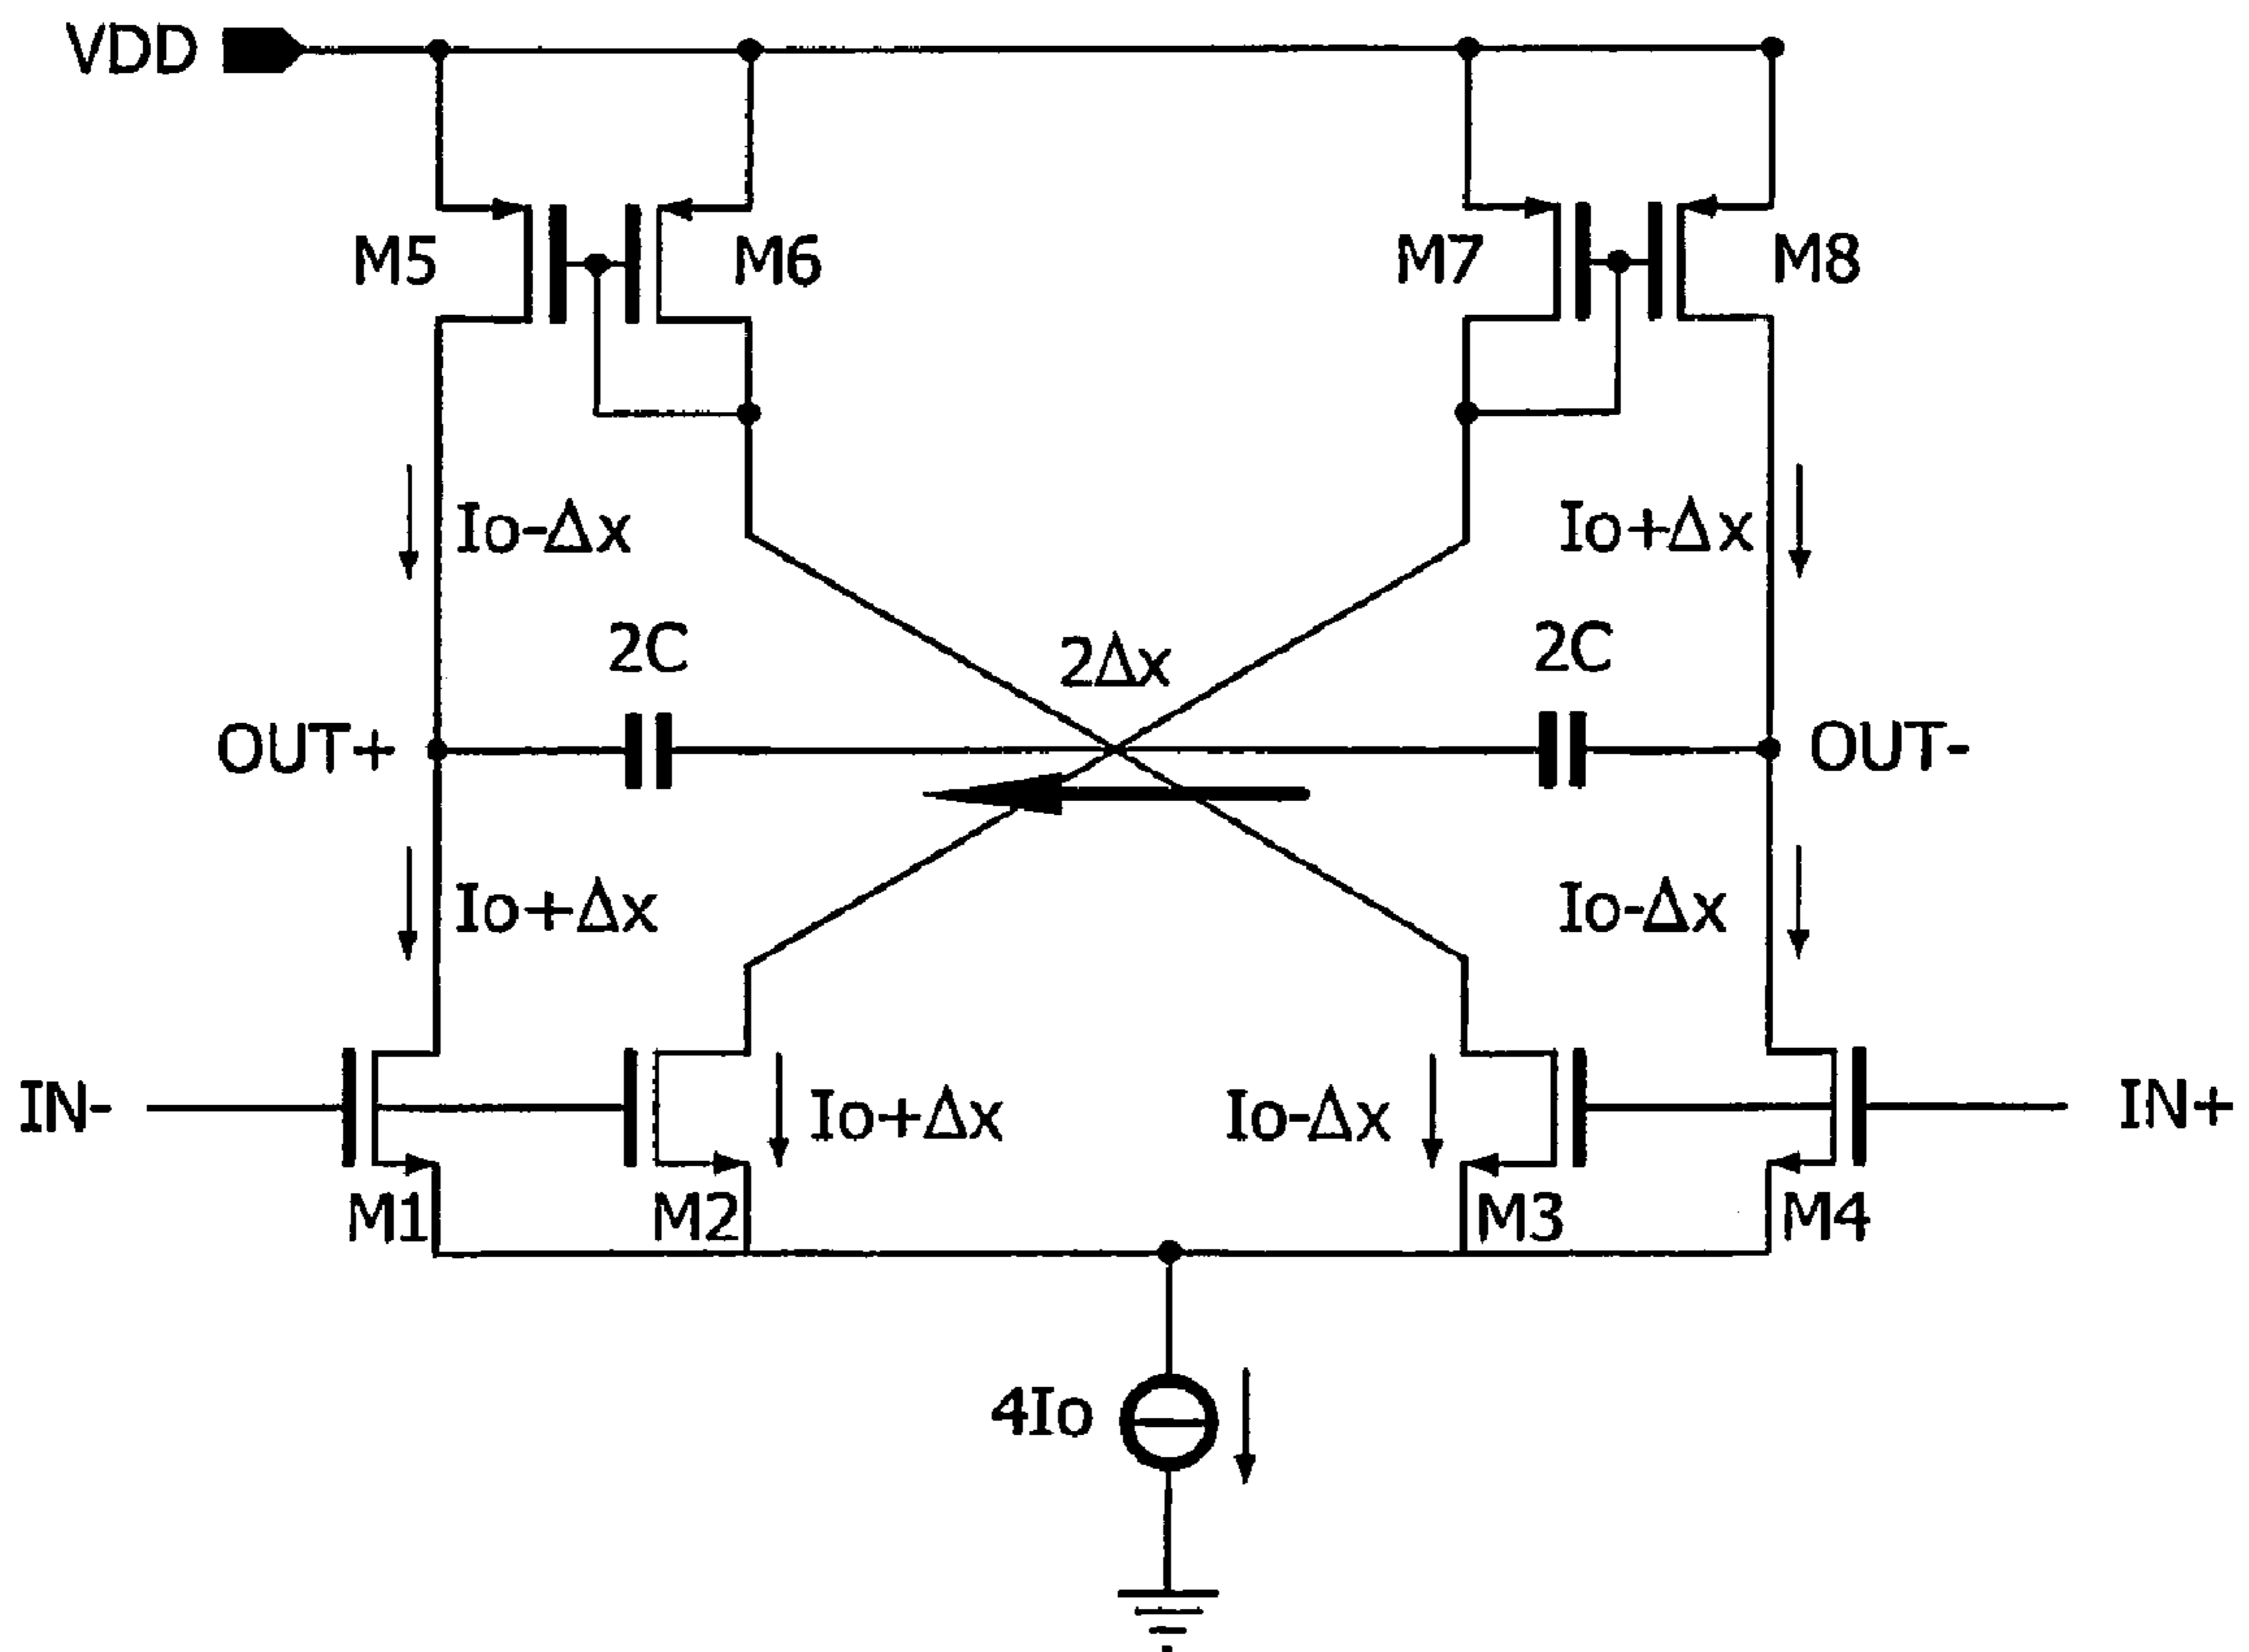 VDD
M5
M6
M7
M8
Io-Δx
Io+Δx
2C
2Δx
2C
OUT+
OUT-
Io+Δx
Io-Δx
IN-
Io+Δx
Io-Δx
IN+
M1
M2
M3
M4
4Io